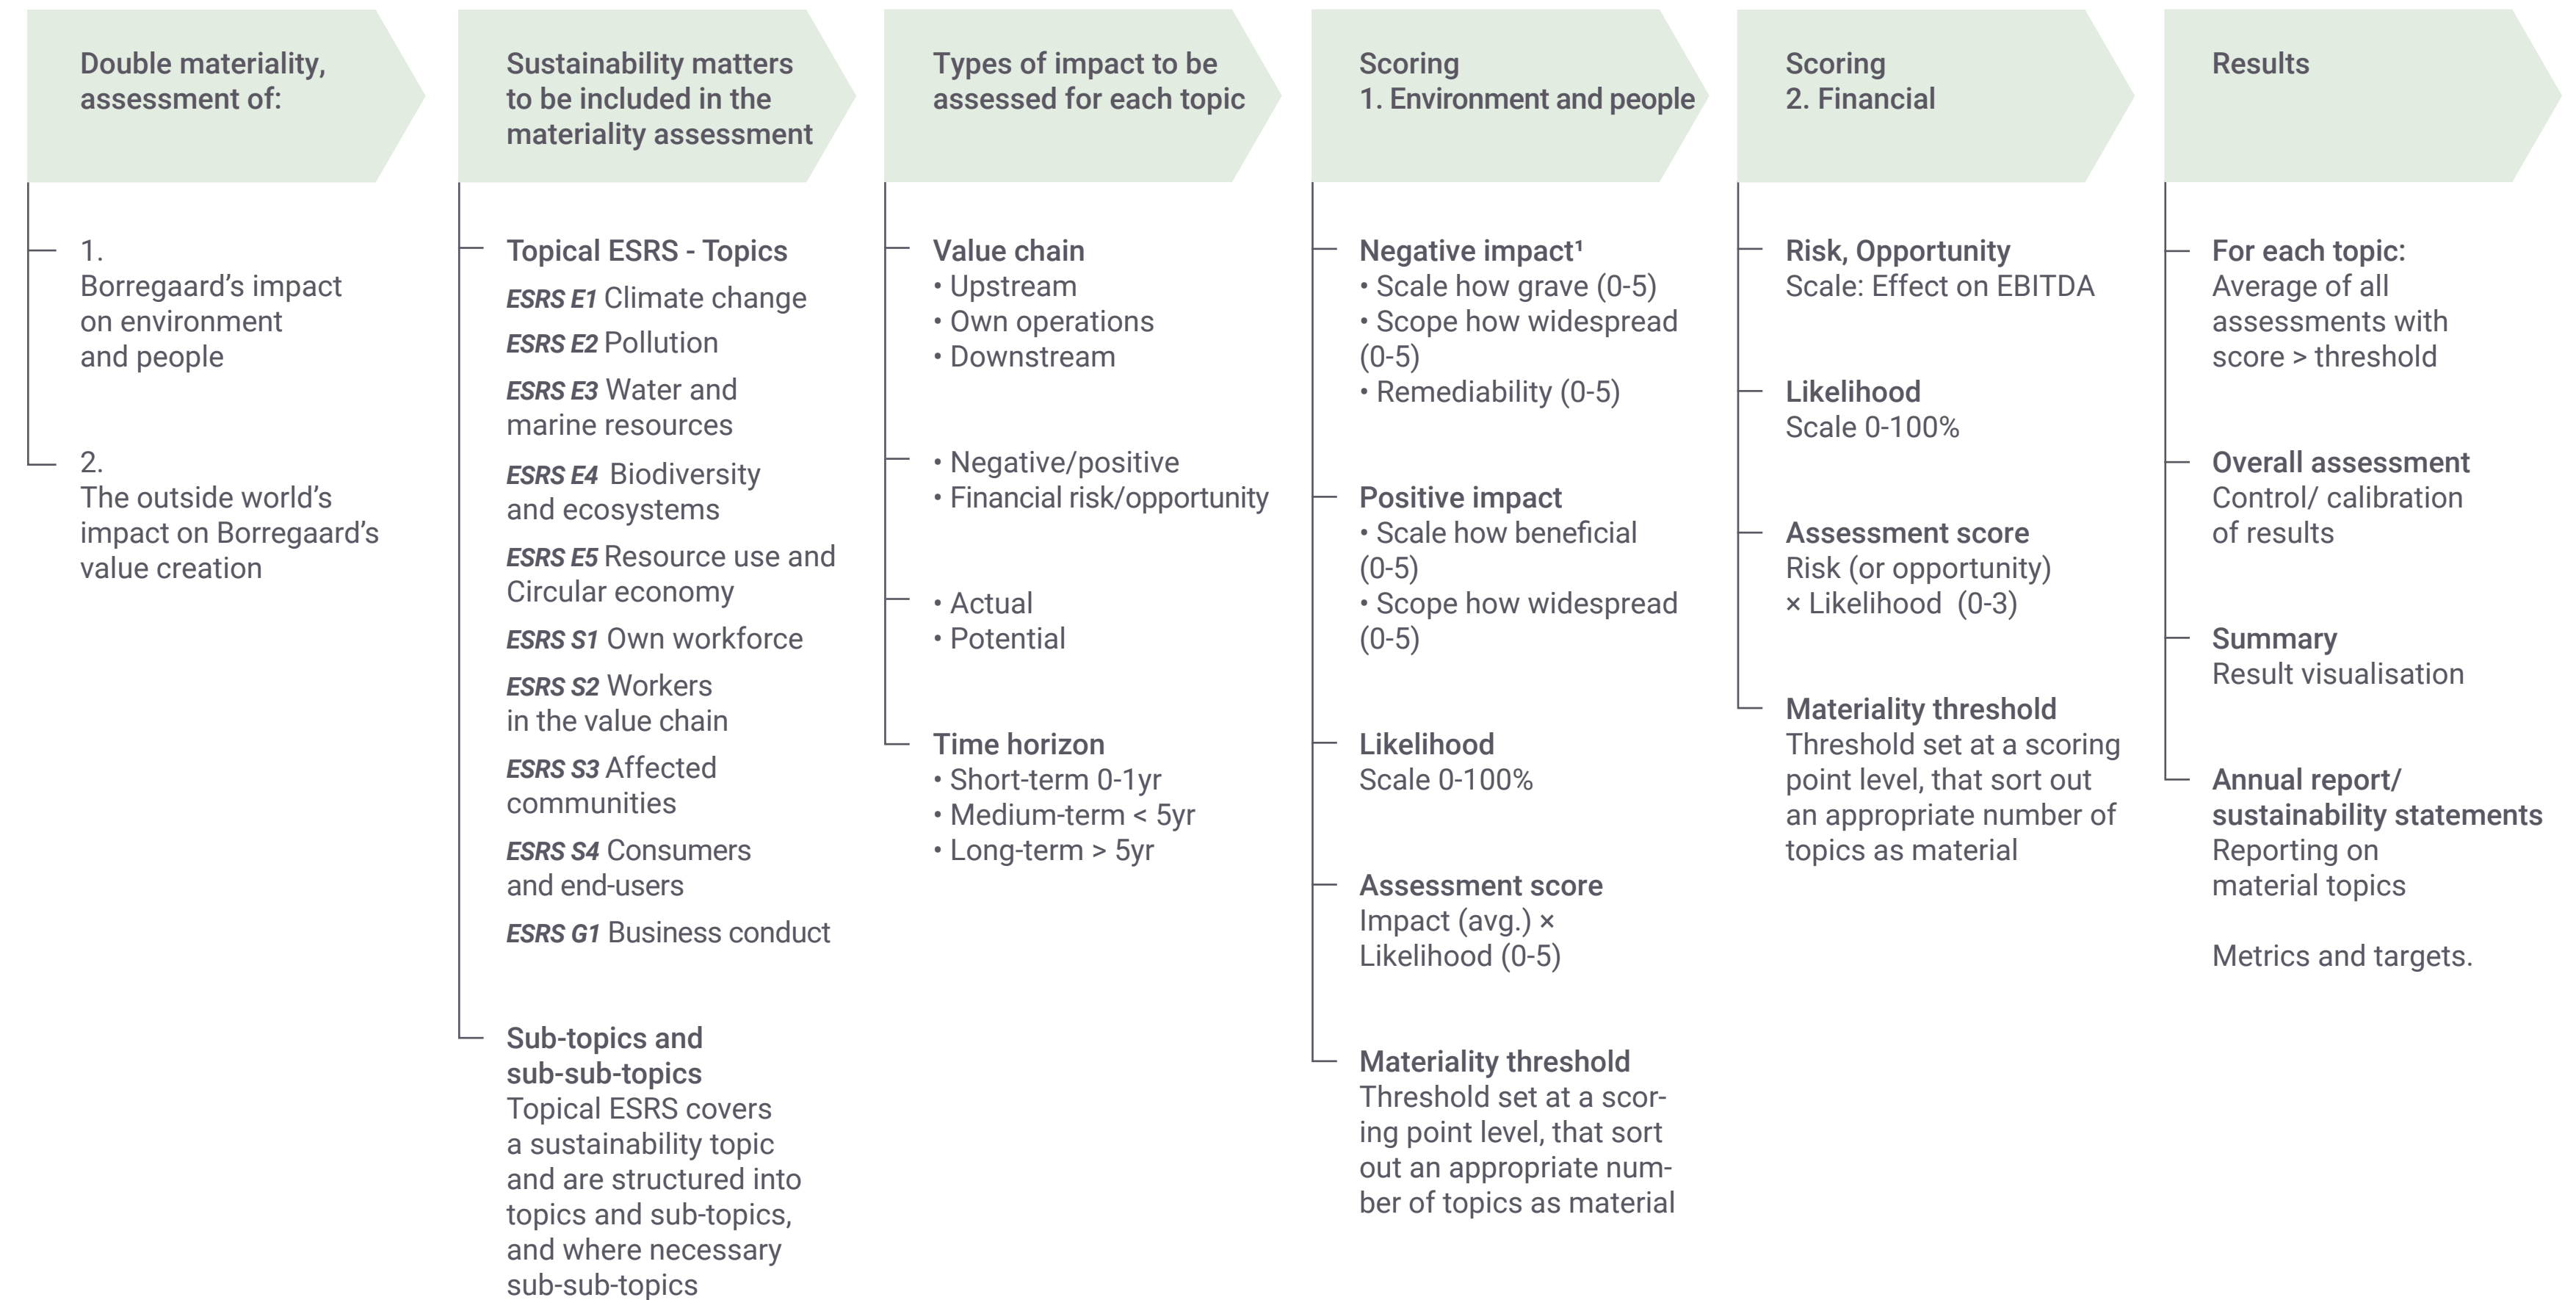 Double materiality,
assessment of:
1.
Borregaard’s impact
on environment
and people
2.
The outside world’s
impact on Borregaard’s
value creation
Sustainability matters
to be included in the
materiality assessment
Topical ESRS - Topics
ESRS E1 Climate change
ESRS E2 Pollution
ESRS E3 Water and
marine resources
ESRS E4 Biodiversity
and ecosystems
ESRS E5 Resource use and
Circular economy
ESRS S1 Own workforce
ESRS S2 Workers
in the value chain
ESRS S3 Affected
communities
ESRS S4 Consumers
and end-users
ESRS G1 Business conduct
Sub-topics and
sub-sub-topics
Topical ESRS covers
a sustainability topic
and are structured into
topics and sub-topics,
and where necessary
sub-sub-topics
Types of impact to be
assessed for each topic
Value chain
• Upstream
• Own operations
• Downstream
• Negative/positive
• Financial risk/opportunity
• Actual
• Potential
Time horizon
• Short-term 0-1yr
• Medium-term < 5yr
• Long-term > 5yr
Scoring
1. Environment and people
Negative impact¹
• Scale how grave (0-5)
• Scope how widespread
(0-5)
• Remediability (0-5)
Positive impact
• Scale how beneficial
(0-5)
• Scope how widespread
(0-5)
Likelihood
Scale 0-100%
Assessment score
Impact (avg.) ×
Likelihood (0-5)
Materiality threshold
Threshold set at a scor-
ing point level, that sort
out an appropriate num-
ber of topics as material
Scoring
2. Financial
Risk, Opportunity
Scale: Effect on EBITDA
Likelihood
Scale 0-100%
Assessment score
Risk (or opportunity)
× Likelihood (0-3)
Materiality threshold
Threshold set at a scoring
point level, that sort out
an appropriate number of
topics as material
Results
For each topic:
Average of all
assessments with
score > threshold
Overall assessment
Control/ calibration
of results
Summary
Result visualisation
Annual report/
sustainability statements
Reporting on
material topics
Metrics and targets.